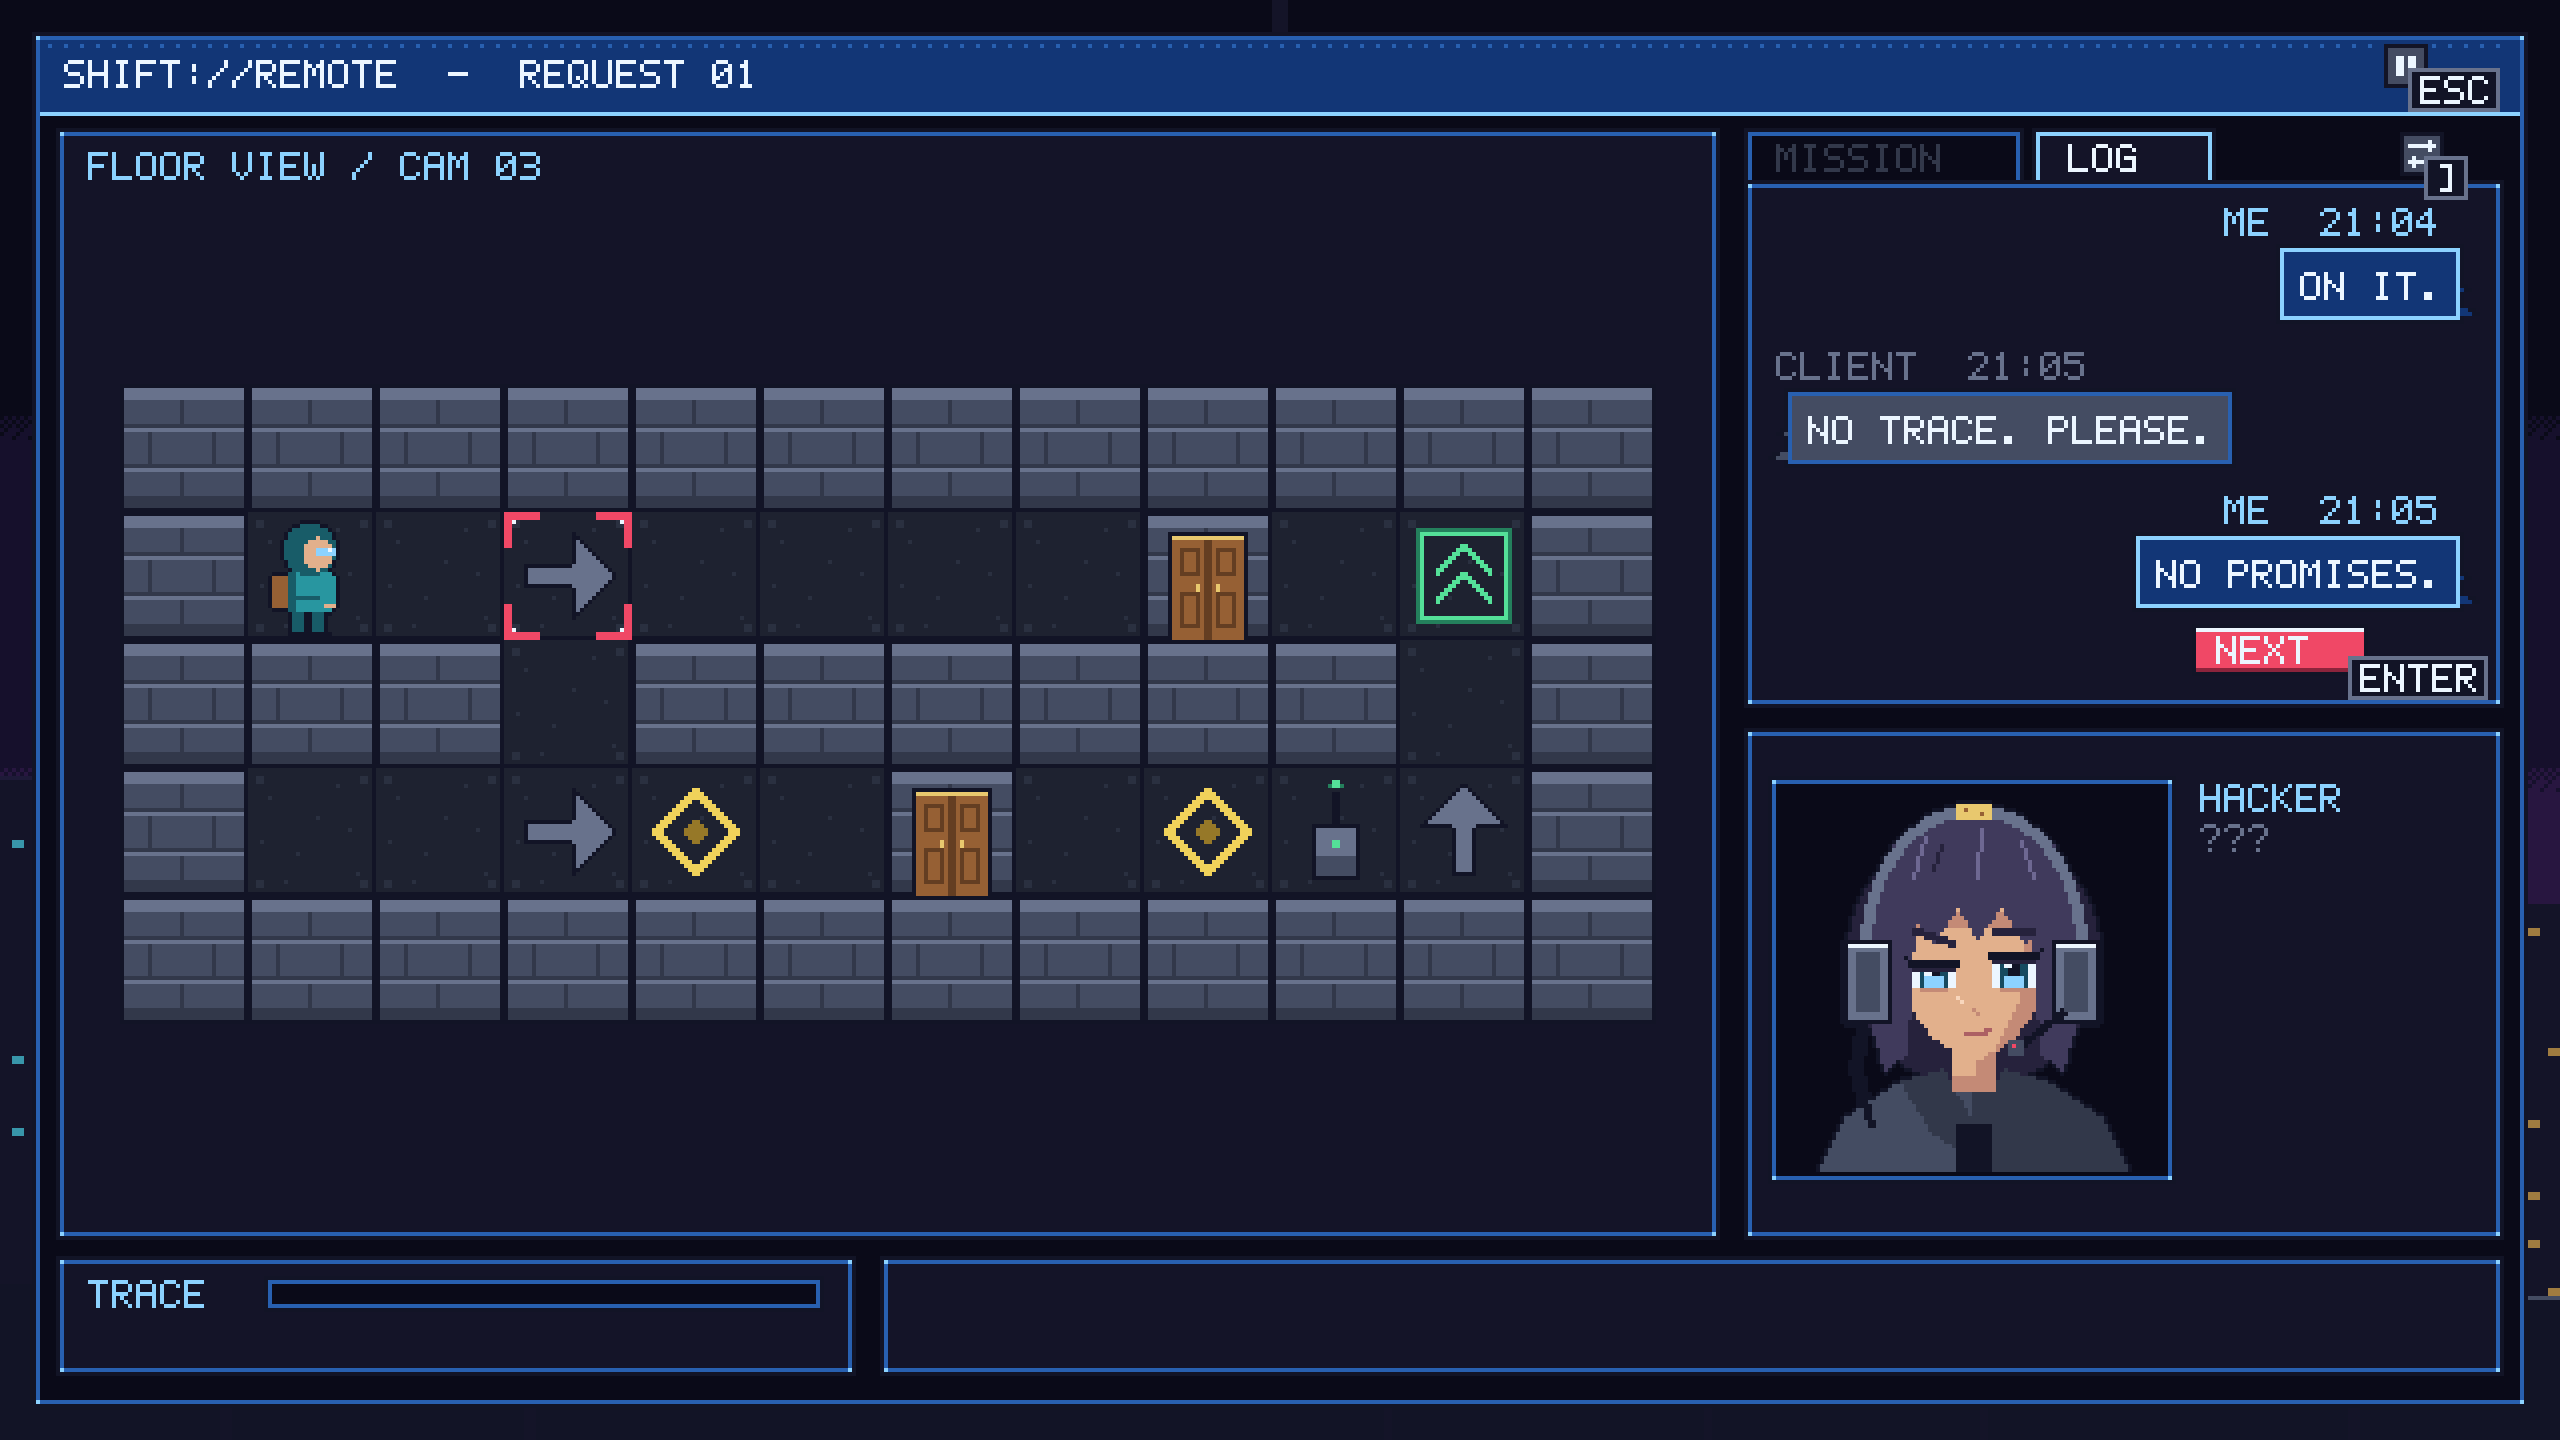 SHIFT://REMOTE - REQUEST 01
ESC
FLOOR VIEW / CAM 03
MISSION
LOG
]
ME 21:04
ON IT.
CLIENT 21:05
NO TRACE. PLEASE.
ME 21:05
NO PROMISES.
NEXT
ENTER
HACKER
???
TRACE